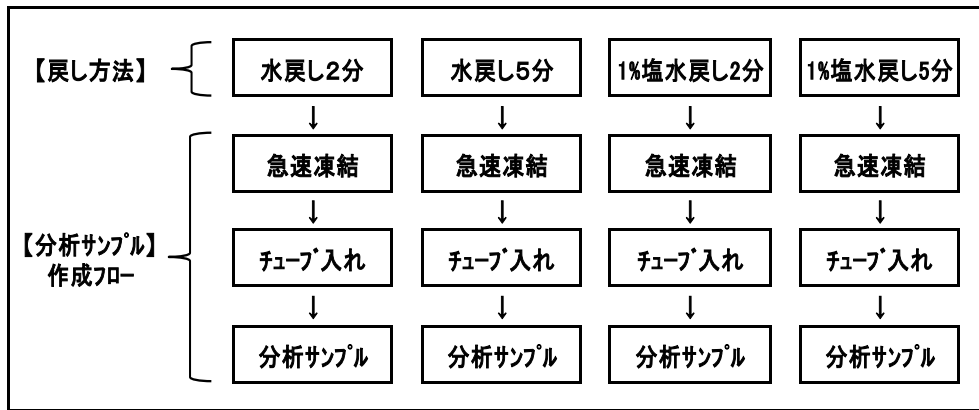 【戻し方法】
水戻し２分
水戻し５分
1%塩水戻し2分
1%塩水戻し5分
↓ ↓ ↓ ↓
急速凍結
急速凍結
急速凍結
急速凍結
↓ ↓ ↓ ↓
【分析サンプル】
作成フロー
チューブ入れ
チューブ入れ
チューブ入れ
チューブ入れ
↓ ↓ ↓ ↓
分析サンプル
分析サンプル
分析サンプル
分析サンプル